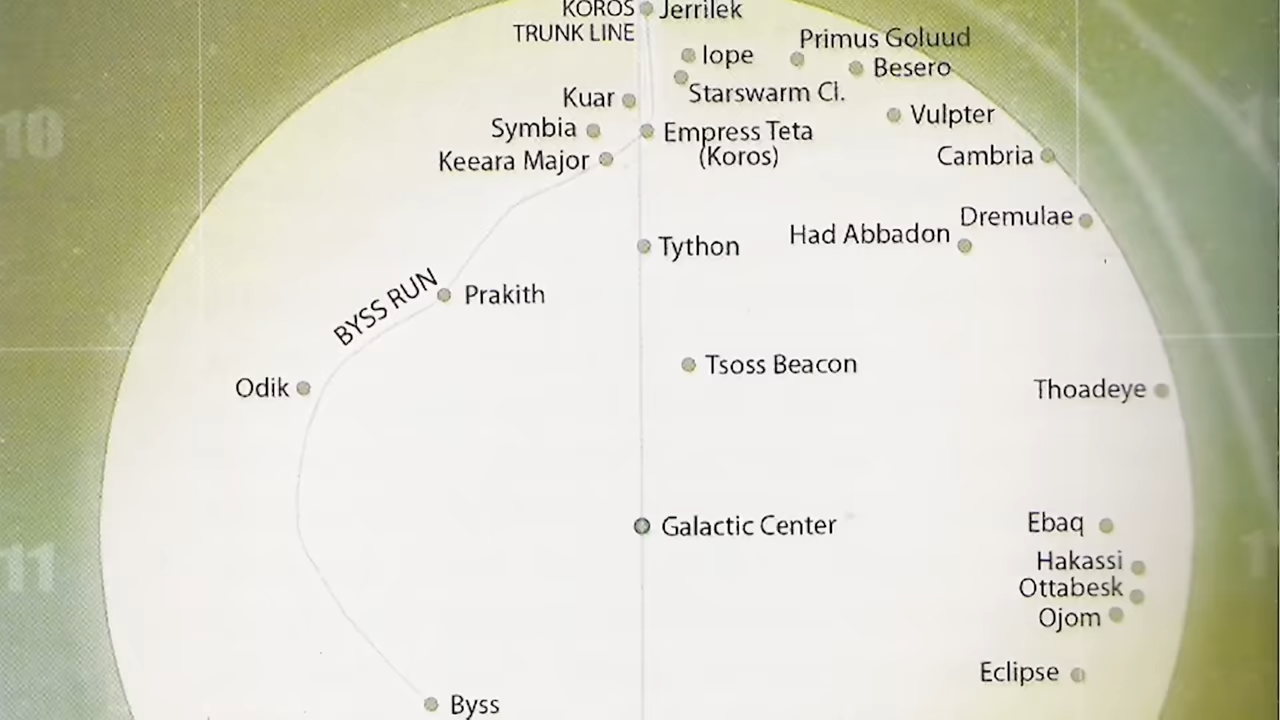 KOROS
TRUNK LINE
Jerrilek
Iope
Primus Goluud
Besero
Starswarm Cl.
Kuar
Vulpter
10
Symbia
Empress Teta
(Koros)
Keeara Major
Cambria
Dremulae
Had Abbadon
Tython
BYSS RUN
Prakith
Tsoss Beacon
Odik
Thoadeye
Galactic Center
Ebaq
11
Hakassi
Ottabesk
Ojom
Eclipse
Byss